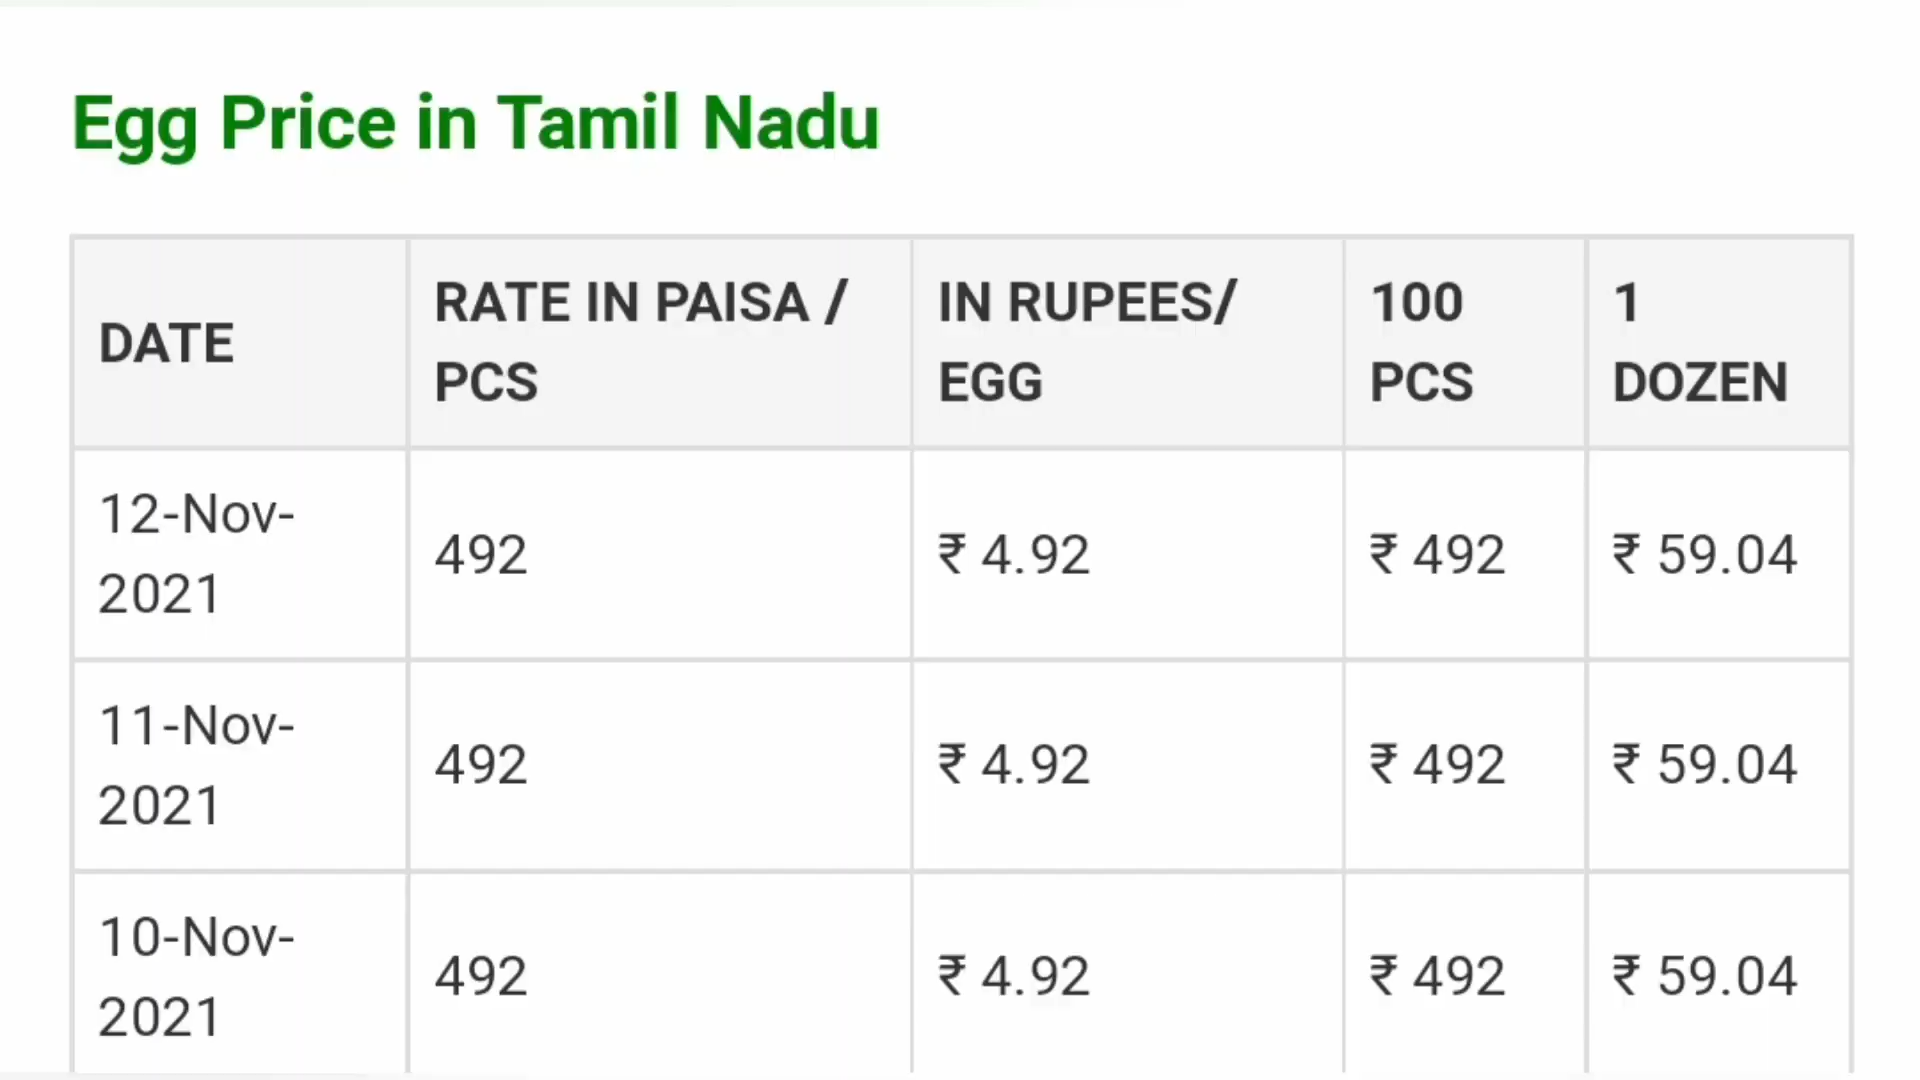 Egg Price in Tamil Nadu
DATE
RATE IN PAISA /
PCS
IN RUPEES/
EGG
100
PCS
1
DOZEN
12-Nov-
2021
492
₹ 4.92
₹ 492
₹ 59.04
11-Nov-
2021
492
₹ 4.92
₹ 492
₹ 59.04
10-Nov-
2021
492
₹ 4.92
₹ 492
₹ 59.04